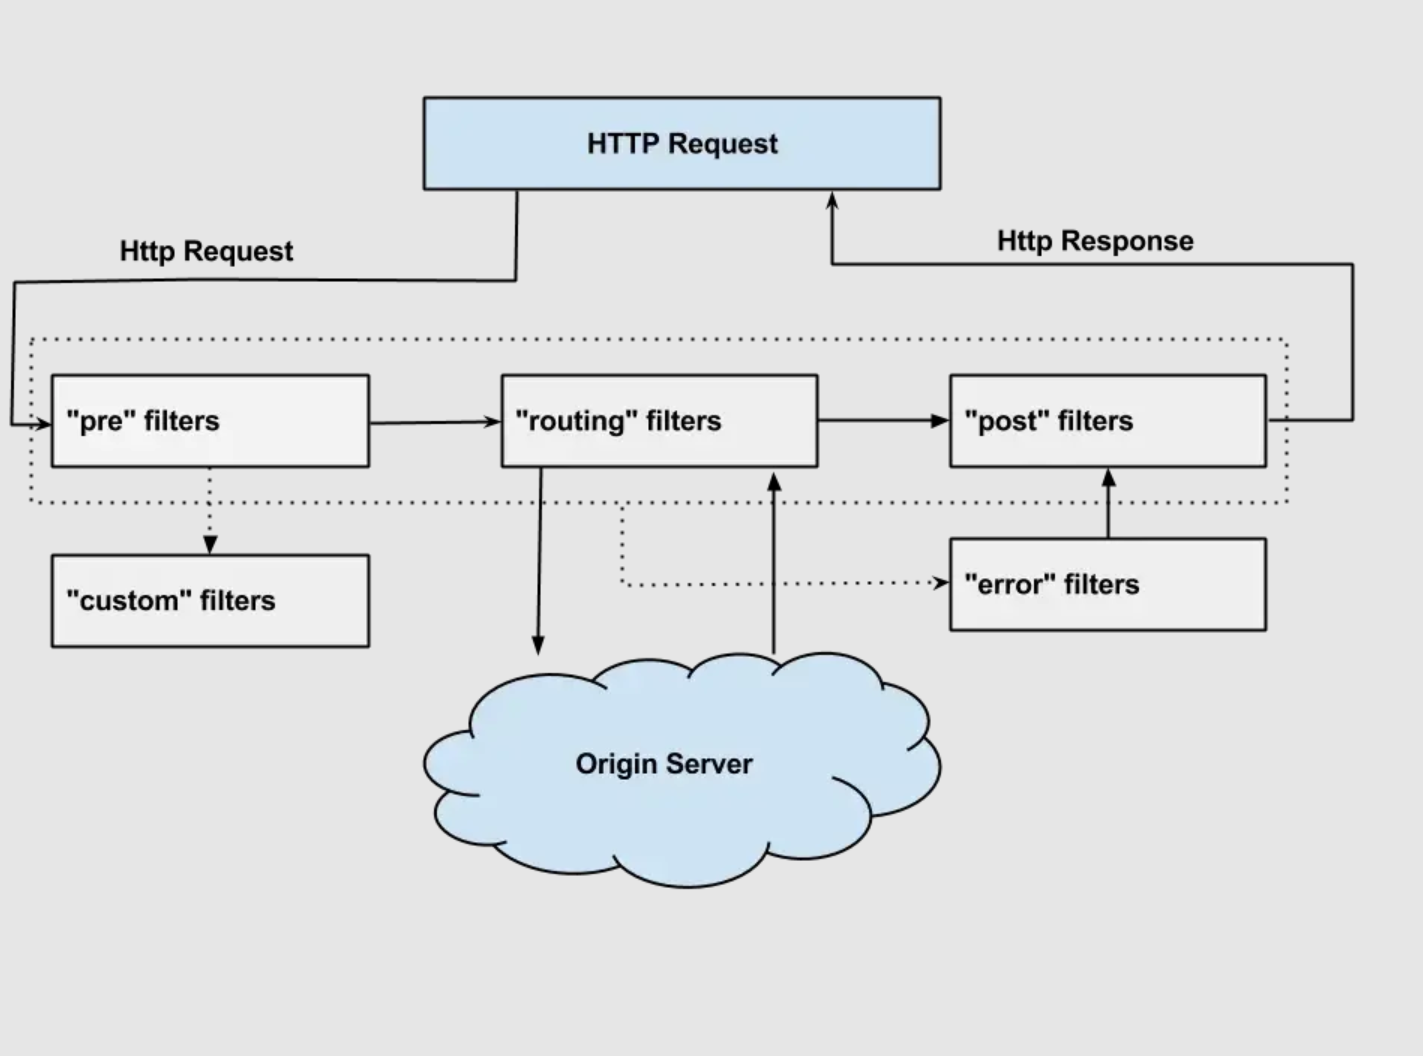 HTTP Request
Http Request
Http Response
"pre" filters
"routing" filters
"post" filters
"custom" filters
"error" filters
Origin Server